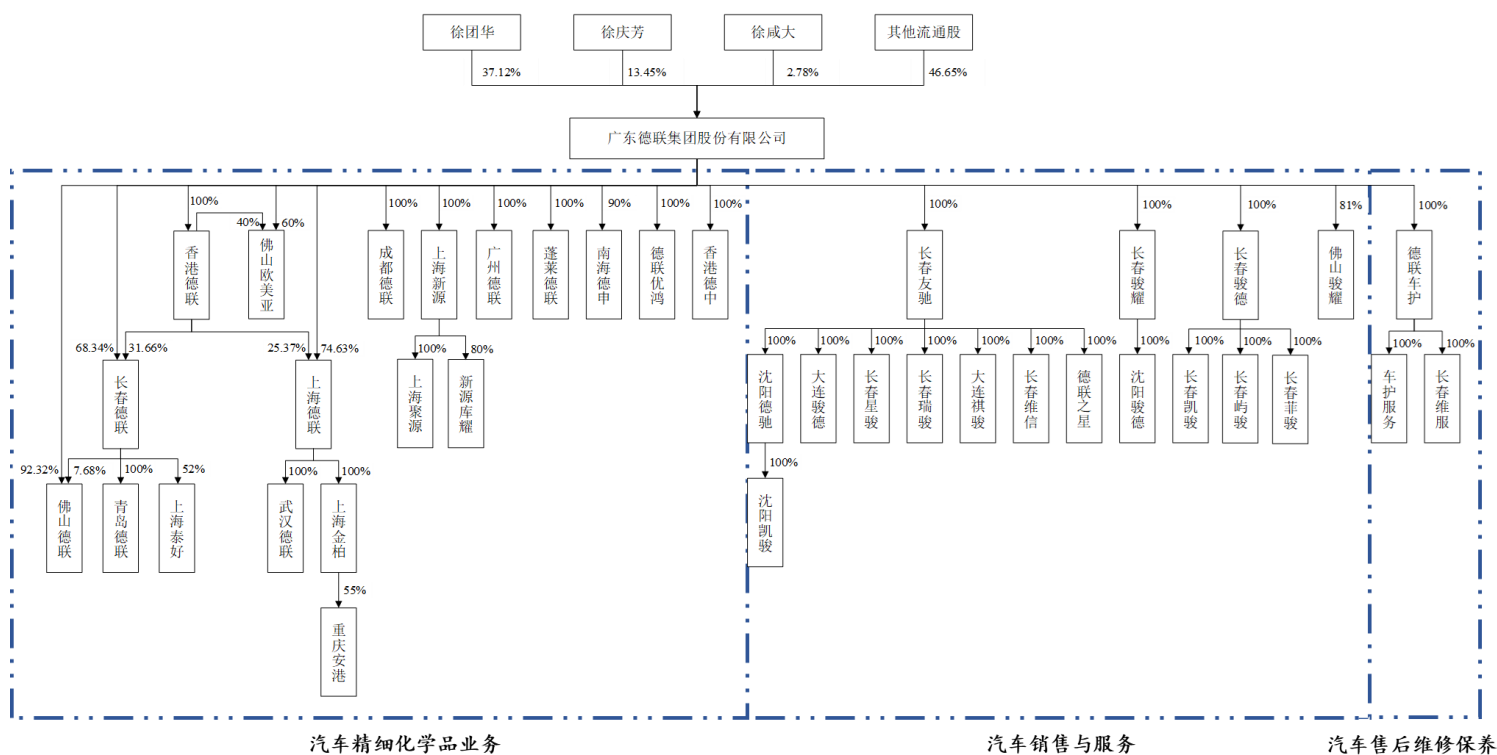 徐团华
徐庆芳
徐咸大
其他流通股
37.12%
13.45%
2.78%
46.65%
广东德联集团股份有限公司
100%
40%
60%
100%
100%
100%
100%
90%
100%
100%
100%
100%
100%
81%
100%
香港德联
佛山欧美亚
成都德联
上海新源
广州德联
蓬莱德联
南海德申
德联优鸿
香港德中
长春友驰
长春骏耀
长春骏德
佛山骏耀
德联车护
68.34%
31.66%
25.37%
74.63%
100%
80%
100%
100%
100%
100%
100%
100%
100%
100%
100%
100%
100%
100%
100%
长春德联
上海德联
上海聚源
新源库耀
沈阳德驰
大连骏德
长春星骏
长春瑞骏
大连祺骏
长春维信
德联之星
沈阳骏德
长春凯骏
长春屿骏
长春菲骏
车护服务
长春维服
92.32%
7.68%
100%
52%
100%
100%
100%
佛山德联
青岛德联
上海泰好
武汉德联
上海金柏
沈阳凯骏
55%
重庆安港
汽车精细化学品业务
汽车销售与服务
汽车售后维修保养